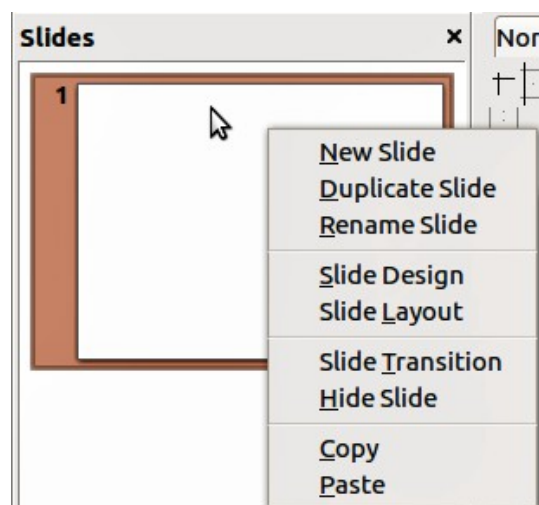 Slides
Nor
1
New Slide
Duplicate Slide
Rename Slide
Slide Design
Slide Layout
Slide Transition
Hide Slide
Copy
Paste